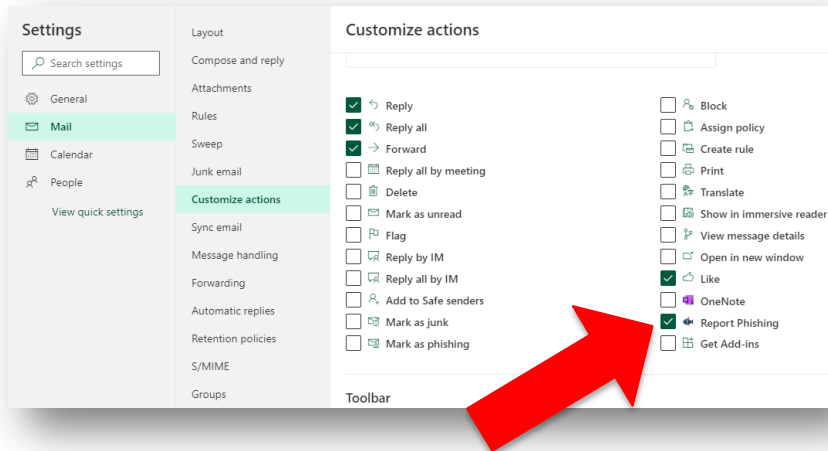 Settings
Search settings
General
Mail
Calendar
People
View quick settings
Layout
Compose and reply
Attachments
Rules
Sweep
Junk email
Customize actions
Sync email
Message handling
Forwarding
Automatic replies
Retention policies
S/MIME
Groups
Customize actions
Reply
Reply all
Forward
Reply all by meeting
Delete
Mark as unread
Flag
Reply by IM
Reply all by IM
Add to Safe senders
Mark as junk
Mark as phishing
Block
Assign policy
Create rule
Print
Translate
Show in immersive reader
View message details
Open in new window
Like
OneNote
Report Phishing
Get Add-ins
Toolbar